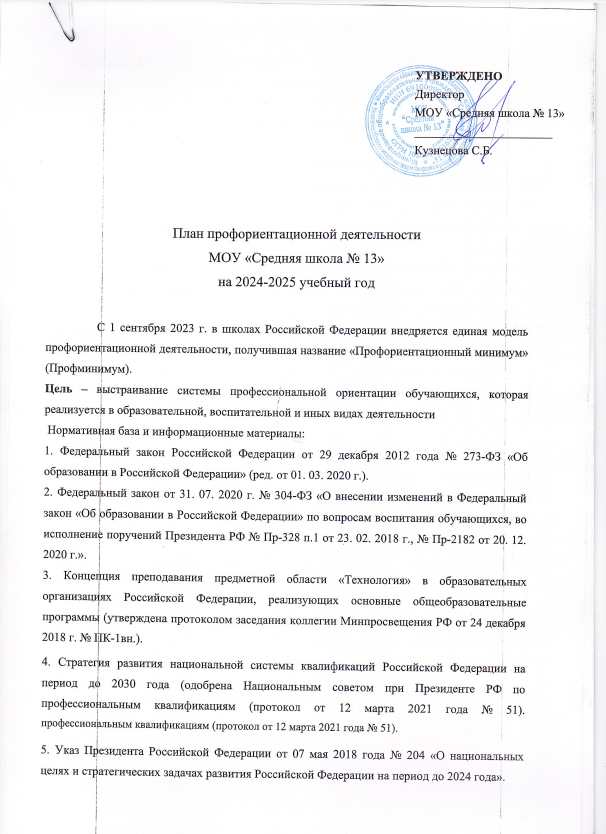 УТВЕРЖДЕНО
Директор
МОУ «Средняя школа № 13»
Кузнецова С.Б.
"Средняя
школа № 13"
План профориентационной деятельности
МОУ «Средняя школа № 13»
на 2024-2025 учебный год
С 1 сентября 2023 г. в школах Российской Федерации внедряется единая модель
профориентационной деятельности, получившая название «Профориентационный минимум»
(Профминимум).
Цель – выстраивание системы профессиональной ориентации обучающихся, которая
реализуется в образовательной, воспитательной и иных видах деятельности
Нормативная база и информационные материалы:
1. Федеральный закон Российской Федерации от 29 декабря 2012 года № 273-ФЗ «Об
образовании в Российской Федерации» (ред. от 01. 03. 2020 г.).
2. Федеральный закон от 31. 07. 2020 г. № 304-ФЗ «О внесении изменений в Федеральный
закон «Об образовании в Российской Федерации» по вопросам воспитания обучающихся, во
исполнение поручений Президента РФ № Пр-328 п.1 от 23. 02. 2018 г., № Пр-2182 от 20. 12.
2020 г.».
3. Концепция преподавания предметной области «Технология» в образовательных
организациях Российской Федерации, реализующих основные общеобразовательные
программы (утверждена протоколом заседания коллегии Минпросвещения РФ от 24 декабря
2018 г. № ПК-1вн.).
4. Стратегия развития национальной системы квалификаций Российской Федерации на
период до 2030 года (одобрена Национальным советом при Президенте РФ по
профессиональным квалификациям (протокол от 12 марта 2021 года № 51).
профессиональным квалификациям (протокол от 12 марта 2021 года № 51).
5. Указ Президента Российской Федерации от 07 мая 2018 года № 204 «О национальных
целях и стратегических задачах развития Российской Федерации на период до 2024 года».